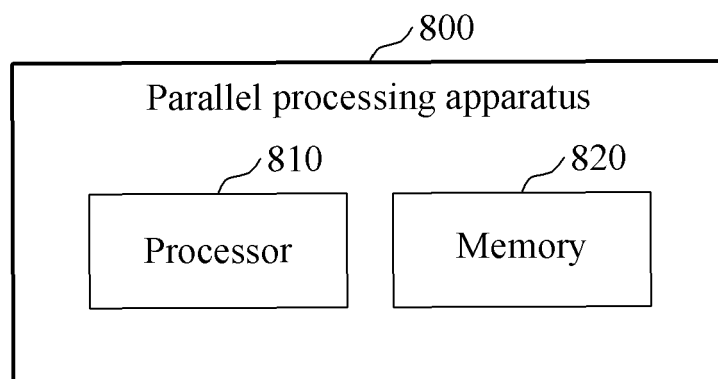 800
Parallel processing apparatus
810
820
Processor
Memory